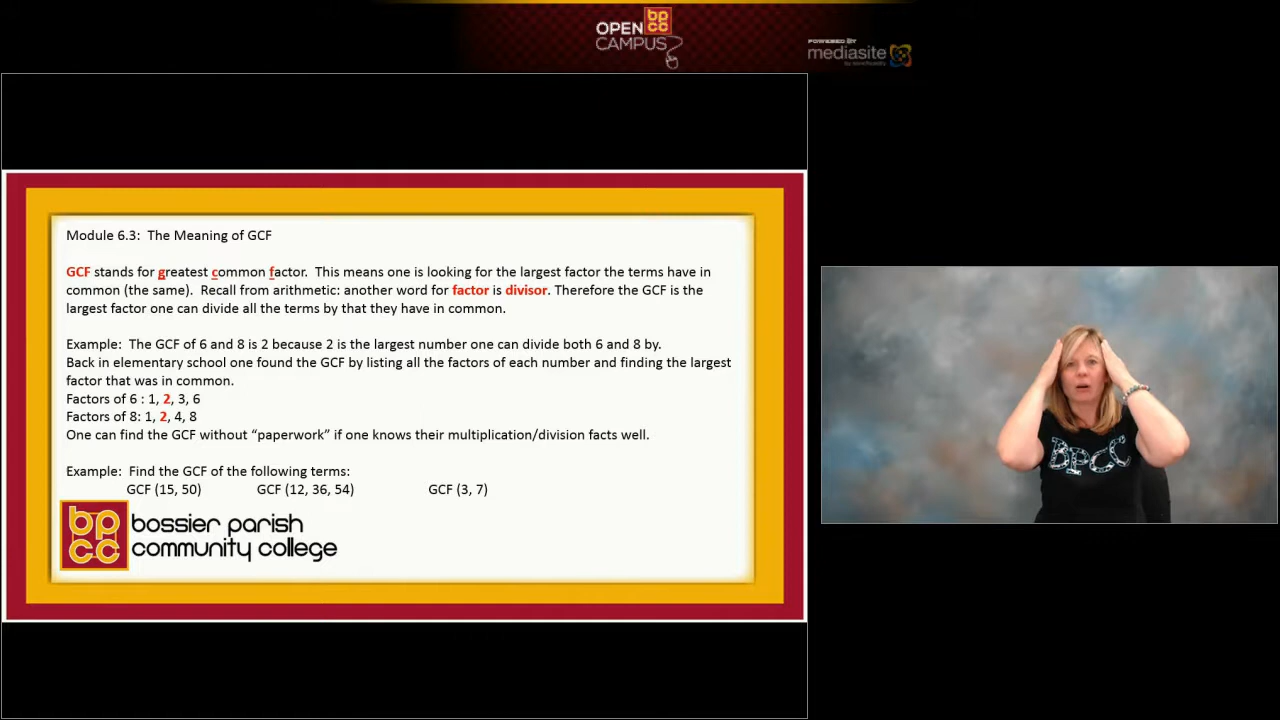 OPEN bp cc
CAMPUS
POWERED BY
mediasite
by sonicfoundry
Module 6.3:  The Meaning of GCF
GCF stands for greatest common factor.  This means one is looking for the largest factor the terms have in
common (the same).  Recall from arithmetic: another word for factor is divisor. Therefore the GCF is the
largest factor one can divide all the terms by that they have in common.
Example:  The GCF of 6 and 8 is 2 because 2 is the largest number one can divide both 6 and 8 by.
Back in elementary school one found the GCF by listing all the factors of each number and finding the largest
factor that was in common.
Factors of 6 : 1, 2, 3, 6
Factors of 8: 1, 2, 4, 8
One can find the GCF without “paperwork” if one knows their multiplication/division facts well.
Example:  Find the GCF of the following terms:
GCF (15, 50) GCF (12, 36, 54) GCF (3, 7)
bp cc
bossier parish
community college
BPCC